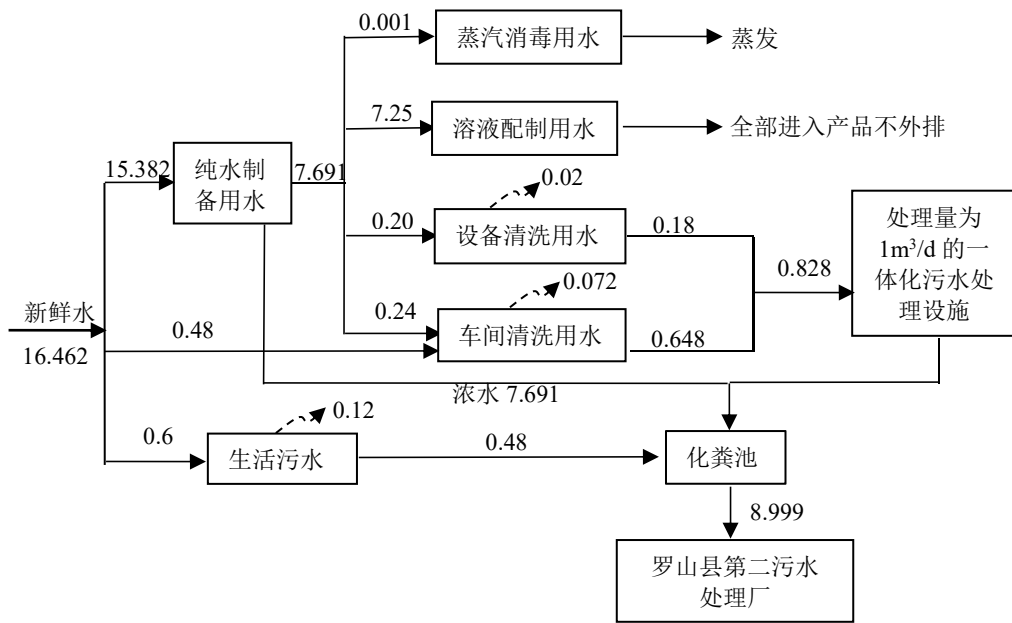 0.001
蒸汽消毒用水
蒸发
7.25
溶液配制用水
全部进入产品不外排
15.382
纯水制
备用水
7.691
0.02
0.20
设备清洗用水
0.18
处理量为
1m³/d 的一
体化污水处
理设施
0.828
0.072
新鲜水
16.462
0.24
0.48
车间清洗用水
0.648
浓水 7.691
0.12
0.6
生活污水
0.48
化粪池
8.999
罗山县第二污水
处理厂